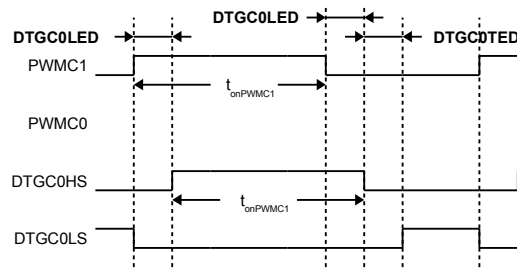 DTGC0LED
DTGC0LED
DTGC0TED
PWMC1
tonPWMC1
PWMC0
DTGC0HS
tonPWMC1
DTGC0LS